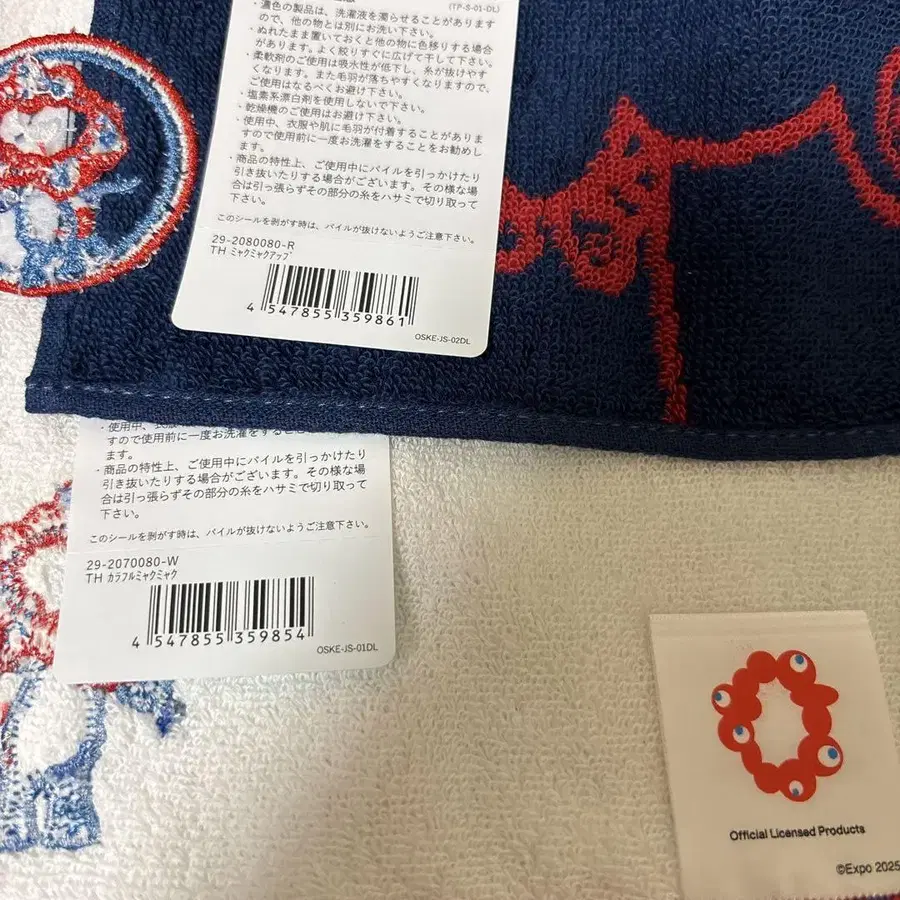 (TP-S-01-DL)
・濃色の製品は、洗濯液を濁らせることがあります
ので、他の物とは別にお洗い下さい。
・ぬれたまま置いておくと他の物に色移りする場合
があります。よく絞りすぐに広げて干して下さい。
・柔軟剤のご使用は吸水性が低下し、糸が抜けやす
くなります。また毛羽が落ちやすくなりますので、
ご使用はなるべくお避け下さい。
・塩素系漂白剤を使用しないで下さい。
・乾燥機のご使用はお避け下さい。
・使用中、衣服や肌に毛羽が付着することがありま
すので使用前に一度お洗濯をすることをお勧めし
ます。
・商品の特性上、ご使用中にパイルを引っかけたり
引き抜いたりする場合がございます。その様な場
合は引っ張らずその部分の糸をハサミで切り取って
下さい。
このシールを剥がす時は、パイルが抜けないようご注意下さい。
29-2080080-R
TH ミャクミャクアップ
4 547855 359861
OSKE-JS-02DL
・使用中、衣服
すので使用前に一度お洗濯をする
ます。
・商品の特性上、ご使用中にパイルを引っかけたり
引き抜いたりする場合がございます。その様な場
合は引っ張らずその部分の糸をハサミで切り取って
下さい。
このシールを剥がす時は、パイルが抜けないようご注意下さい。
29-2070080-W
TH カラフルミャクミャク
4 547855 359854
OSKE-JS-01DL
Official Licensed Products
©Expo 2025